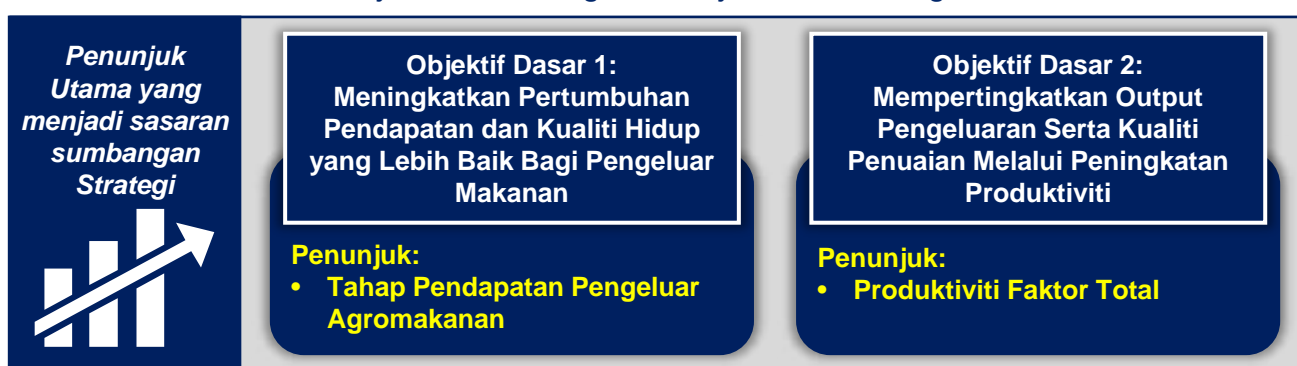 Penunjuk
Utama yang
menjadi sasaran
sumbangan
Strategi
Objektif Dasar 1:
Meningkatkan Pertumbuhan
Pendapatan dan Kualiti Hidup
yang Lebih Baik Bagi Pengeluar
Makanan
Penunjuk:
• Tahap Pendapatan Pengeluar
Agromakanan
Objektif Dasar 2:
Mempertingkatkan Output
Pengeluaran Serta Kualiti
Penuaian Melalui Peningkatan
Produktiviti
Penunjuk:
• Produktiviti Faktor Total